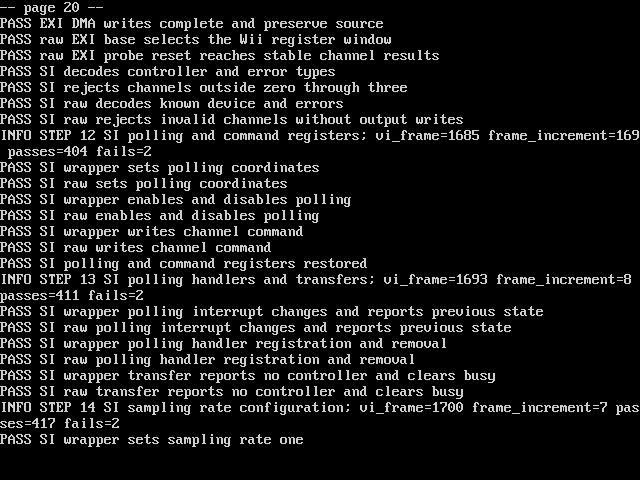 -- page 20 --
PASS EXI DMA writes complete and preserve source
PASS raw EXI base selects the Wii register window
PASS raw EXI probe reset reaches stable channel results
PASS SI decodes controller and error types
PASS SI rejects channels outside zero through three
PASS SI raw decodes known device and errors
PASS SI raw rejects invalid channels without output writes
INFO STEP 12 SI polling and command registers; vi_frame=1685 frame_increment=169
 passes=404 fails=2
PASS SI wrapper sets polling coordinates
PASS SI raw sets polling coordinates
PASS SI wrapper enables and disables polling
PASS SI raw enables and disables polling
PASS SI wrapper writes channel command
PASS SI raw writes channel command
PASS SI polling and command registers restored
INFO STEP 13 SI polling handlers and transfers; vi_frame=1693 frame_increment=8
passes=411 fails=2
PASS SI wrapper polling interrupt changes and reports previous state
PASS SI raw polling interrupt changes and reports previous state
PASS SI wrapper polling handler registration and removal
PASS SI raw polling handler registration and removal
PASS SI wrapper transfer reports no controller and clears busy
PASS SI raw transfer reports no controller and clears busy
INFO STEP 14 SI sampling rate configuration; vi_frame=1700 frame_increment=7 pas
ses=417 fails=2
PASS SI wrapper sets sampling rate one